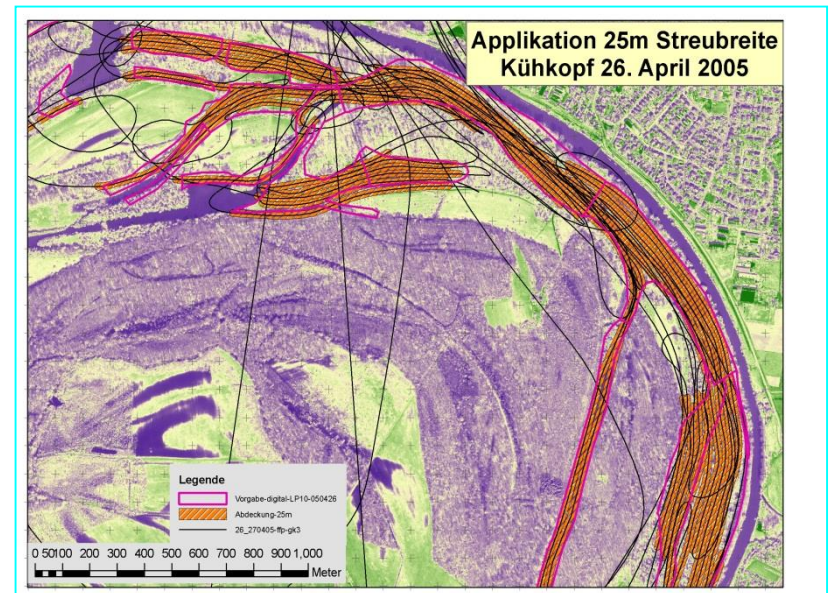 Applikation 25m Streubreite
Kühkopf 26. April 2005
Legende
Vorgabe-digital-LP10-050426
Abdeckung-25m
26_270405-ffp-gk3
0 50100 200 300 400 500 600 700 800 900 1,000
Meter